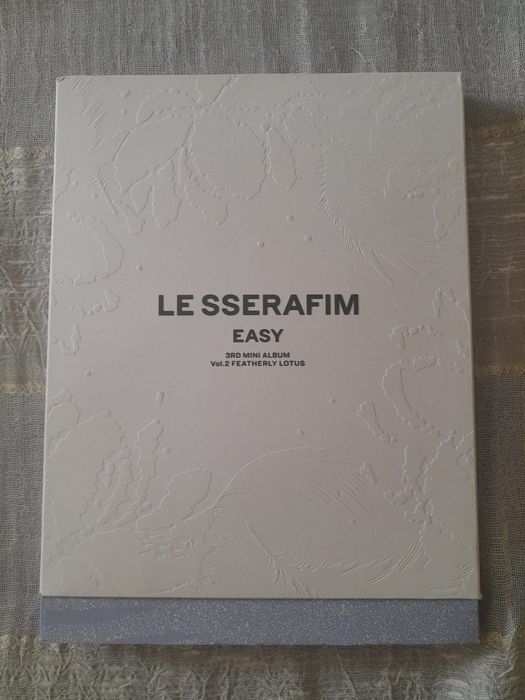 LE SSERAFIM
EASY
3RD MINI ALBUM
Vol.2 FEATHERLY LOTUS